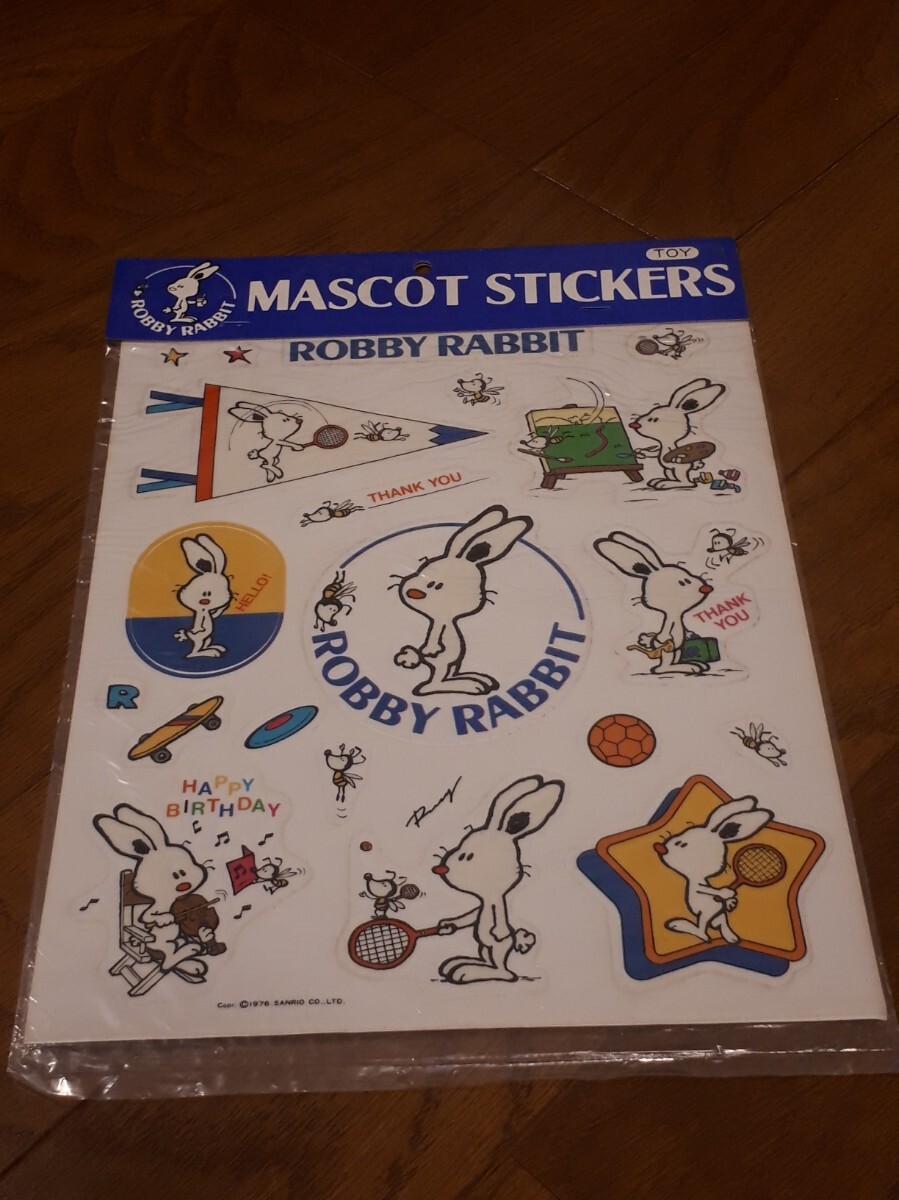 TOY
ROBBY RABBIT
MASCOT STICKERS
ROBBY RABBIT
THANK YOU
HELLO!
ROBBY RABBIT
THANK
YOU
R
HAPPY
BIRTHDAY
Copr. ©1976 SANRIO CO.,LTD.